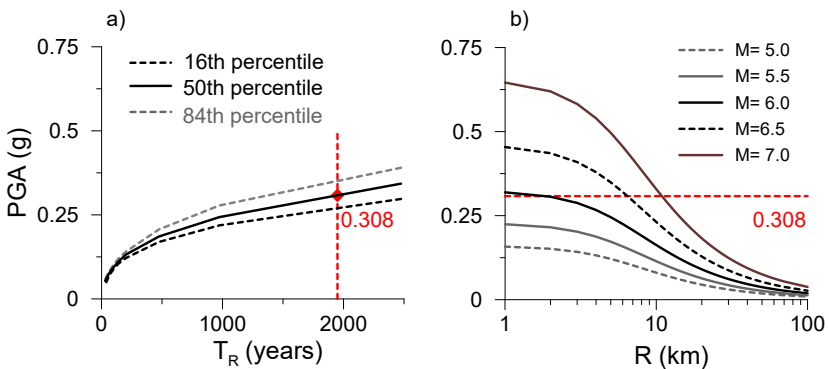 a)
0.75
0.5
0.25
0
PGA (g)
16th percentile
50th percentile
84th percentile
0.308
0
1000
2000
T_R (years)
b)
0.75
0.5
0.25
0
M= 5.0
M= 5.5
M= 6.0
M=6.5
M= 7.0
0.308
1
10
100
R (km)